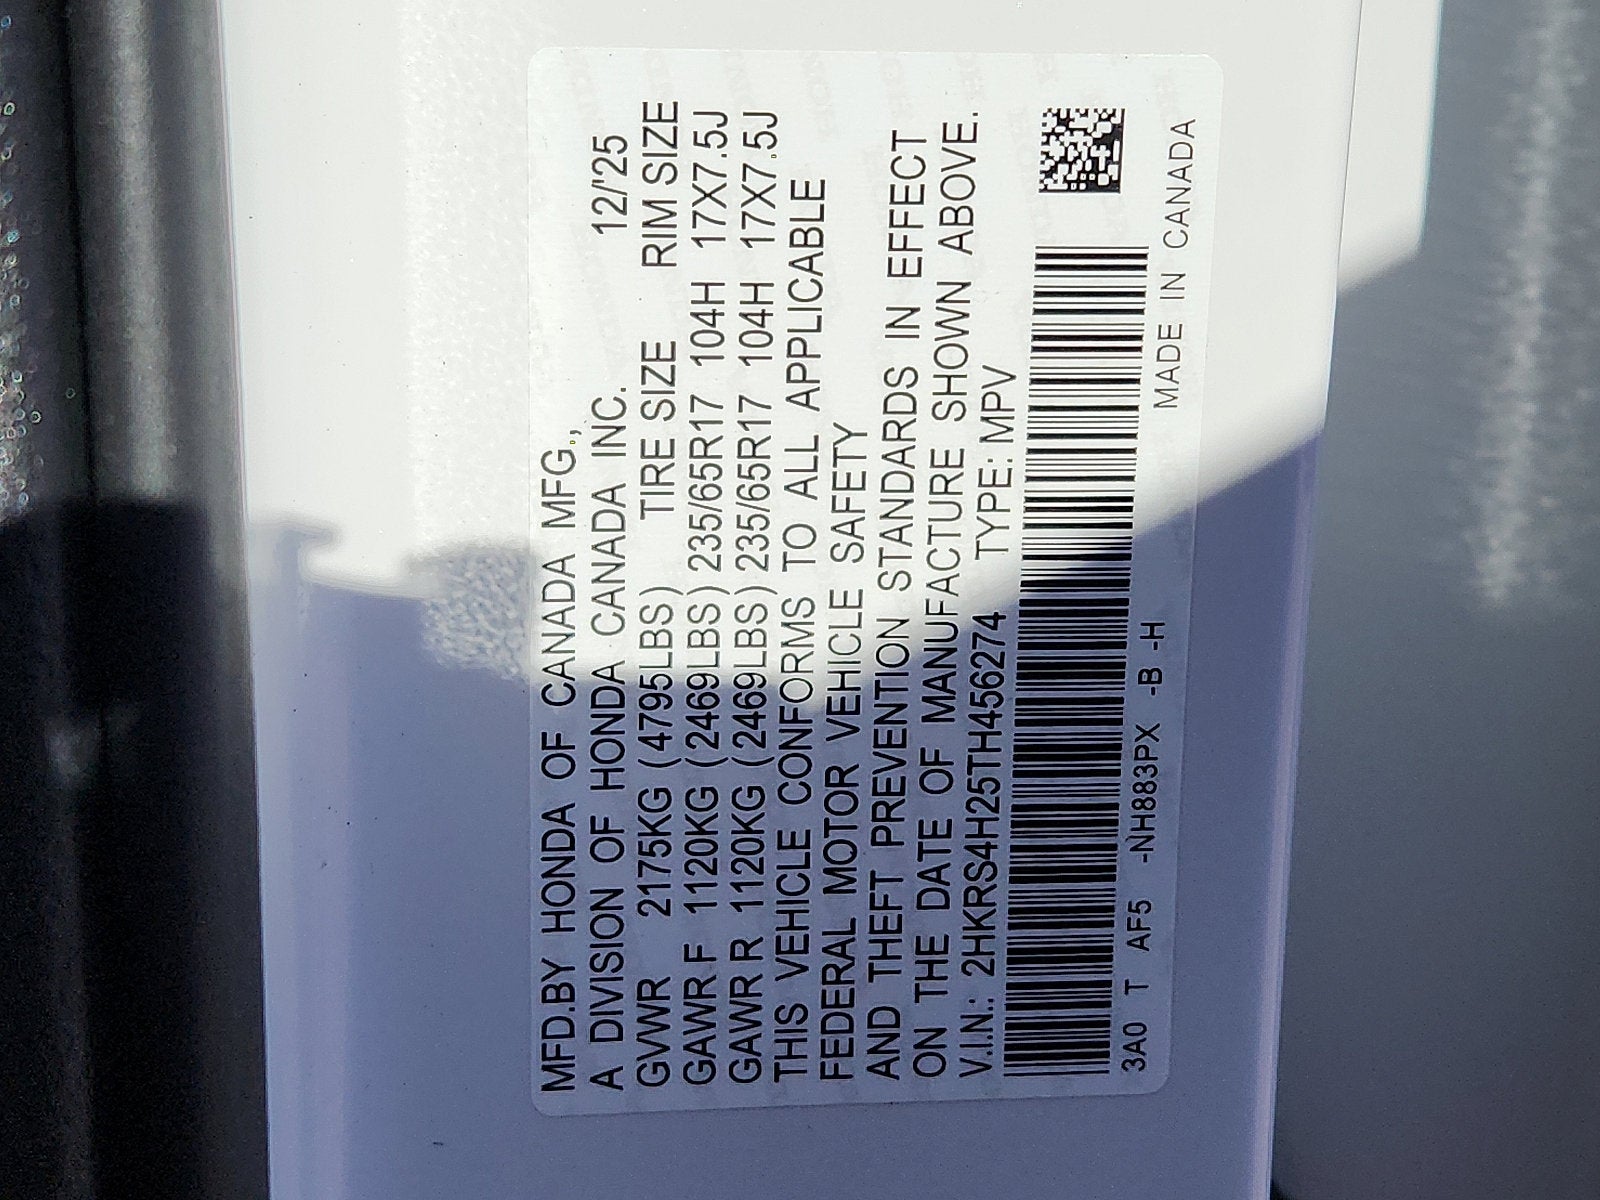 MFD.BY HONDA OF CANADA MFG.,
A DIVISION OF HONDA CANADA INC. 12/'25
GVWR 2175KG (4795LBS) TIRE SIZE RIM SIZE
GAWR F 1120KG (2469LBS) 235/65R17 104H 17X7.5J
GAWR R 1120KG (2469LBS) 235/65R17 104H 17X7.5J
THIS VEHICLE CONFORMS TO ALL APPLICABLE
FEDERAL MOTOR VEHICLE SAFETY
AND THEFT PREVENTION STANDARDS IN EFFECT
ON THE DATE OF MANUFACTURE SHOWN ABOVE.
V.I.N.: 2HKRS4H25TH456274 TYPE: MPV
3A0 T AF5 -NH883PX -B -H
MADE IN CANADA